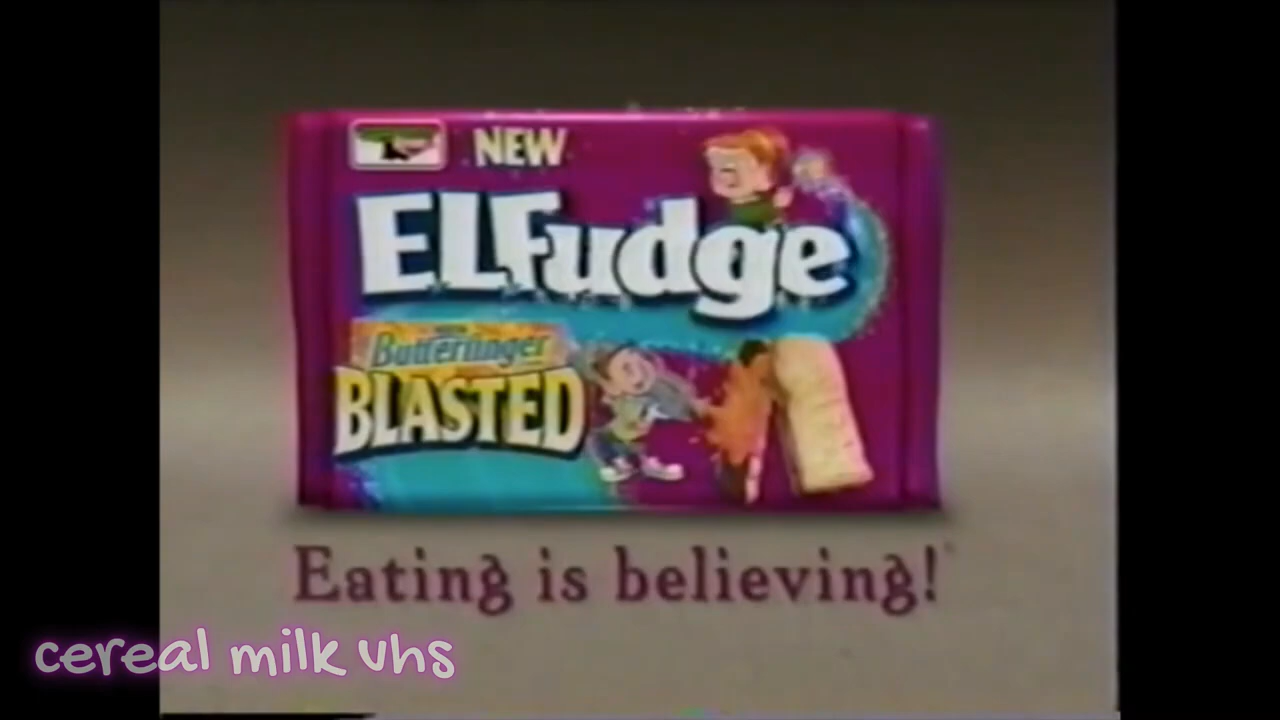 NEW
ELFudge
Butterfinger
BLASTED
Eating is believing!
cereal milk vhs